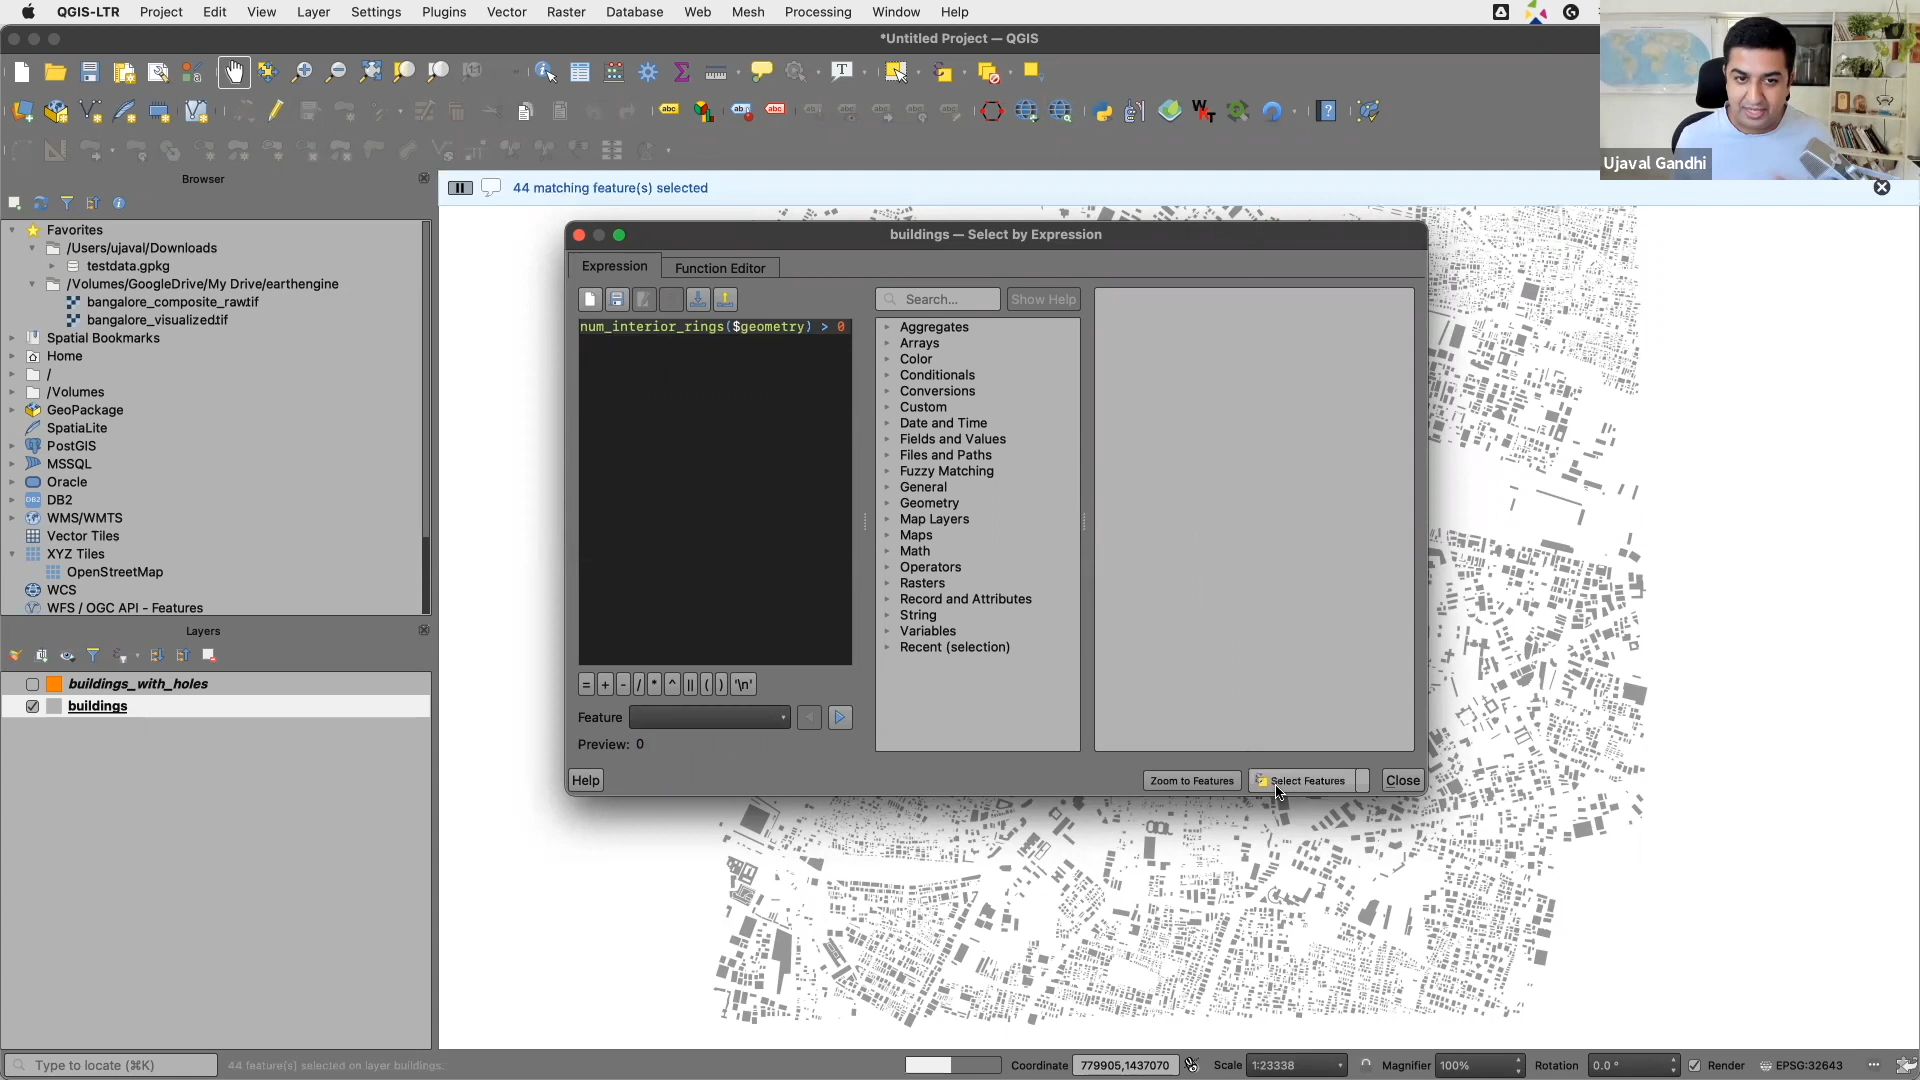 QGIS-LTR Project Edit View Layer Settings Plugins Vector Raster Database Web Mesh Processing Window Help
*Untitled Project — QGIS
Ujaval Gandhi
Browser
44 matching feature(s) selected
Favorites
/Users/ujaval/Downloads
testdata.gpkg
/Volumes/GoogleDrive/My Drive/earthengine
bangalore_composite_raw.tif
bangalore_visualized.tif
Spatial Bookmarks
Home
/
/Volumes
GeoPackage
SpatiaLite
PostGIS
MSSQL
Oracle
DB2
WMS/WMTS
Vector Tiles
XYZ Tiles
OpenStreetMap
WCS
WFS / OGC API - Features
Layers
buildings_with_holes
buildings
buildings — Select by Expression
Expression Function Editor
Search... Show Help
num_interior_rings($geometry) > 0
Aggregates
Arrays
Color
Conditionals
Conversions
Custom
Date and Time
Fields and Values
Files and Paths
Fuzzy Matching
General
Geometry
Map Layers
Maps
Math
Operators
Rasters
Record and Attributes
String
Variables
Recent (selection)
= + - / * ^ || ( ) '\n'
Feature
Preview: 0
Help Zoom to Features Select Features Close
Type to locate (⌘K) 44 feature(s) selected on layer buildings. Coordinate 779905,1437070 Scale 1:23338 Magnifier 100% Rotation 0.0 ° Render EPSG:32643